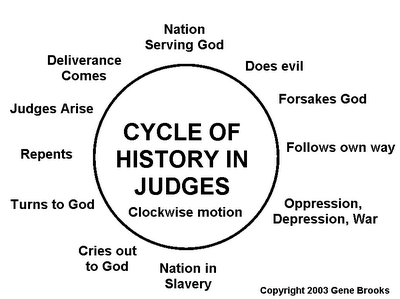 Nation
Serving God
Does evil
Forsakes God
Follows own way
Oppression,
Depression, War
Nation in
Slavery
Cries out
to God
Turns to God
Repents
Judges Arise
Deliverance
Comes
CYCLE OF
HISTORY IN
JUDGES
Clockwise motion
Copyright 2003 Gene Brooks